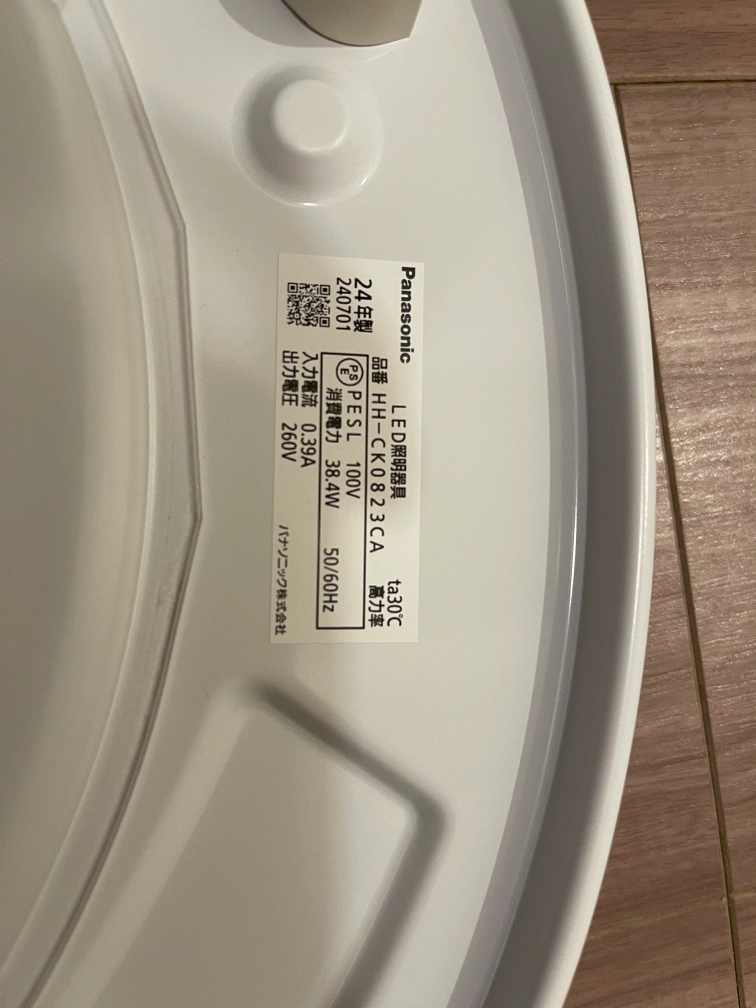 Panasonic
24年製
240701
LED照明器具
ta30℃
品番 HH-CK0823CA
高力率
PS
E
PESL 100V
消費電力 38.4W 50/60Hz
入力電流 0.39A
出力電圧 260V
パナソニック株式会社